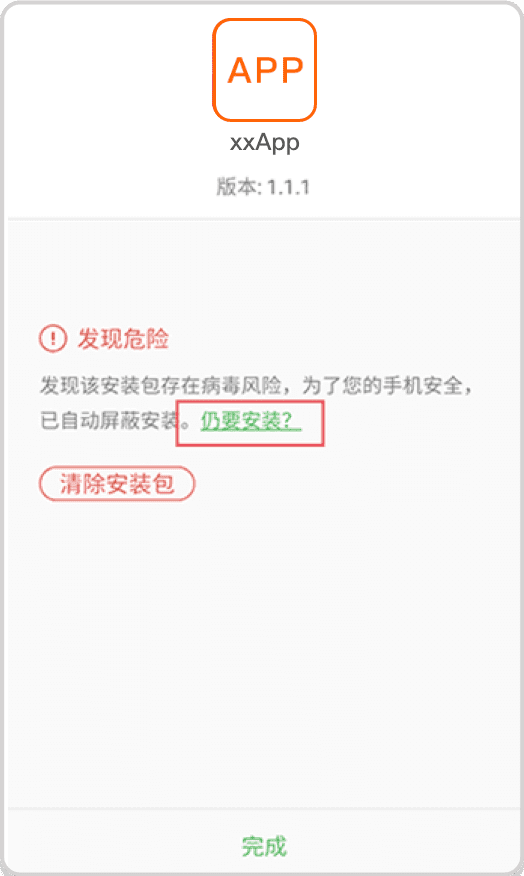 APP
xxApp
版本: 1.1.1
! 发现危险
发现该安装包存在病毒风险，为了您的手机安全，
已自动屏蔽安装。仍要安装？
清除安装包
完成